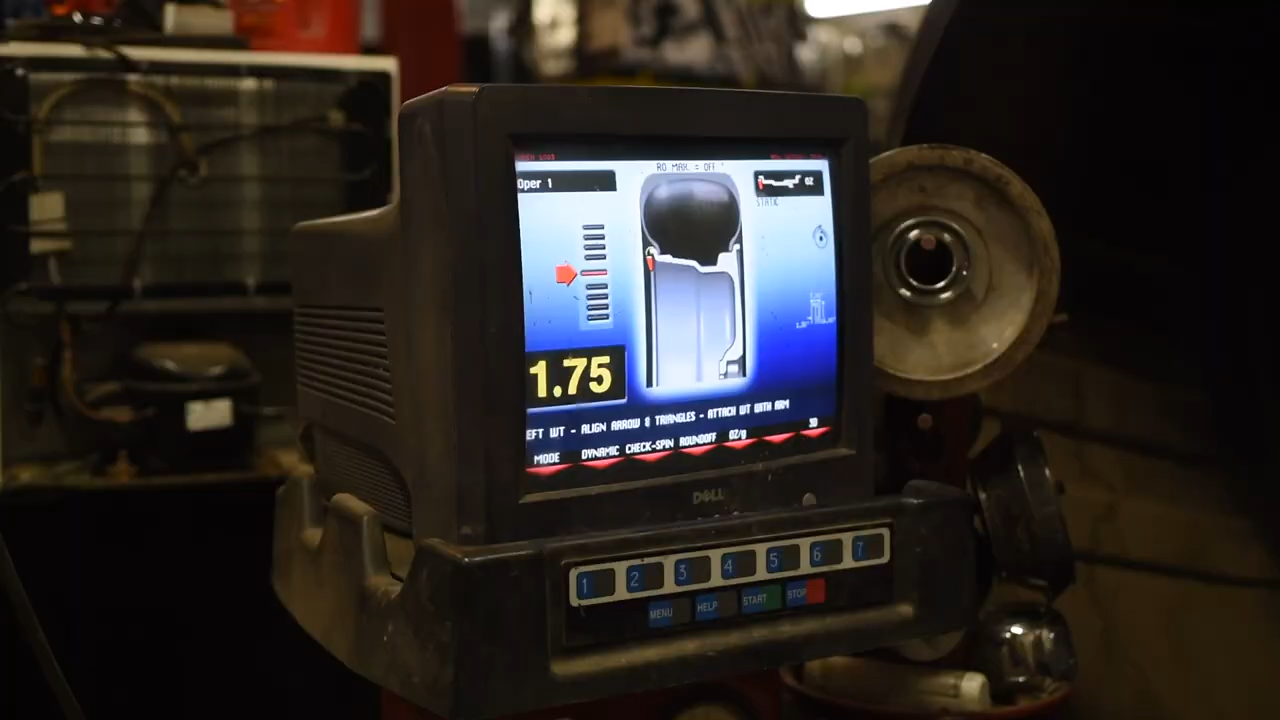 RO MAX. = OFF
Oper 1
OZ
STATIC
1.75
EFT WT - ALIGN ARROW & TRIANGLES - ATTACH WT WITH ARM
MODE DYNAMIC CHECK-SPIN ROUNDOFF OZ/g 3D
DELL
1 2 3 4 5 6 7
MENU HELP START STOP